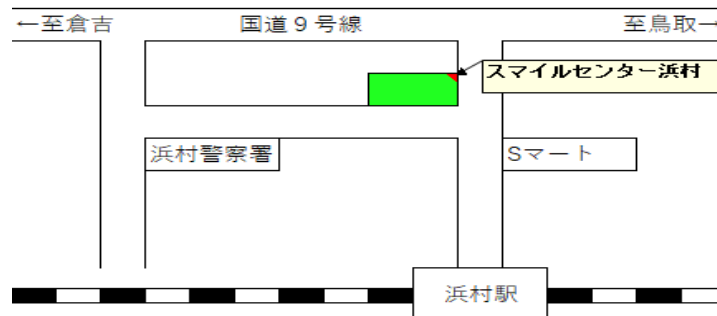 ←至倉吉
国道9号線
至鳥取→
スマイルセンター浜村
浜村警察署
Sマート
浜村駅